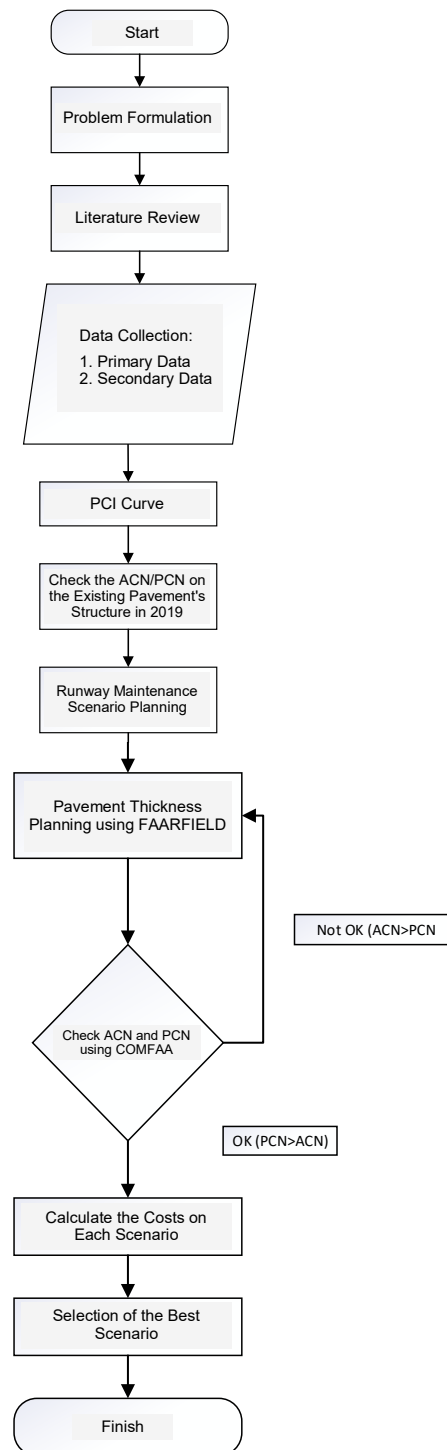 Start
Problem Formulation
Literature Review
Data Collection:
1. Primary Data
2. Secondary Data
PCI Curve
Check the ACN/PCN on
the Existing Pavement's
Structure in 2019
Runway Maintenance
Scenario Planning
Pavement Thickness
Planning using FAARFIELD
Not OK (ACN>PCN
Check ACN and PCN
using COMFAA
OK (PCN>ACN)
Calculate the Costs on
Each Scenario
Selection of the Best
Scenario
Finish